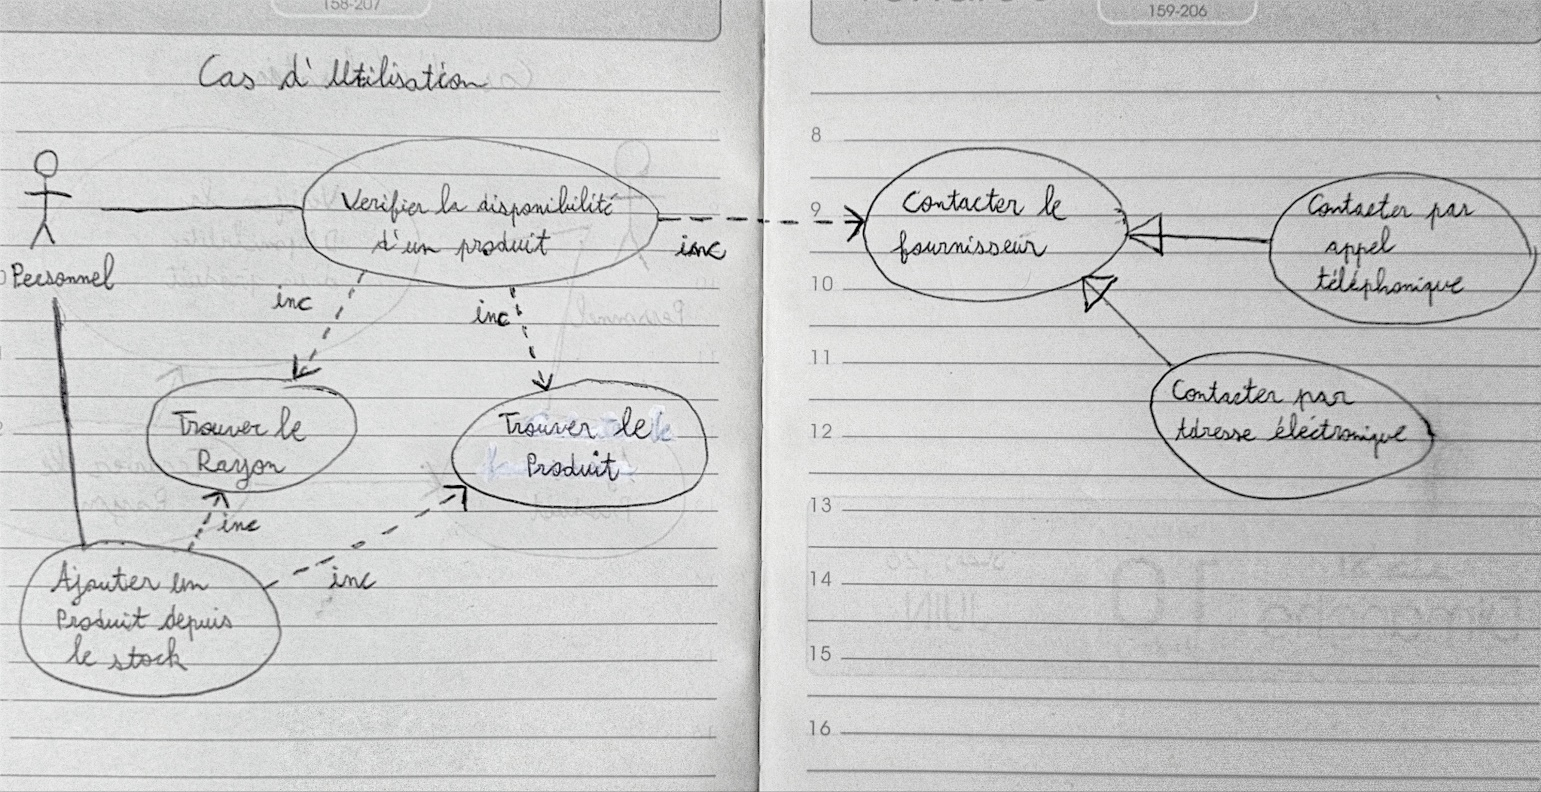 158-207
159-206
Cas d'Utilisation
Verifier la disponibilité
d'un produit
inc
Personnel
inc
inc
Trouver le
Rayon
Trouver le
Produit
inc
inc
Ajouter un
Produit depuis
le stock
8
9
10
11
12
13
14
15
16
Contacter le
fournisseur
Contacter par
appel
téléphonique
Contacter par
Adresse éléctronique